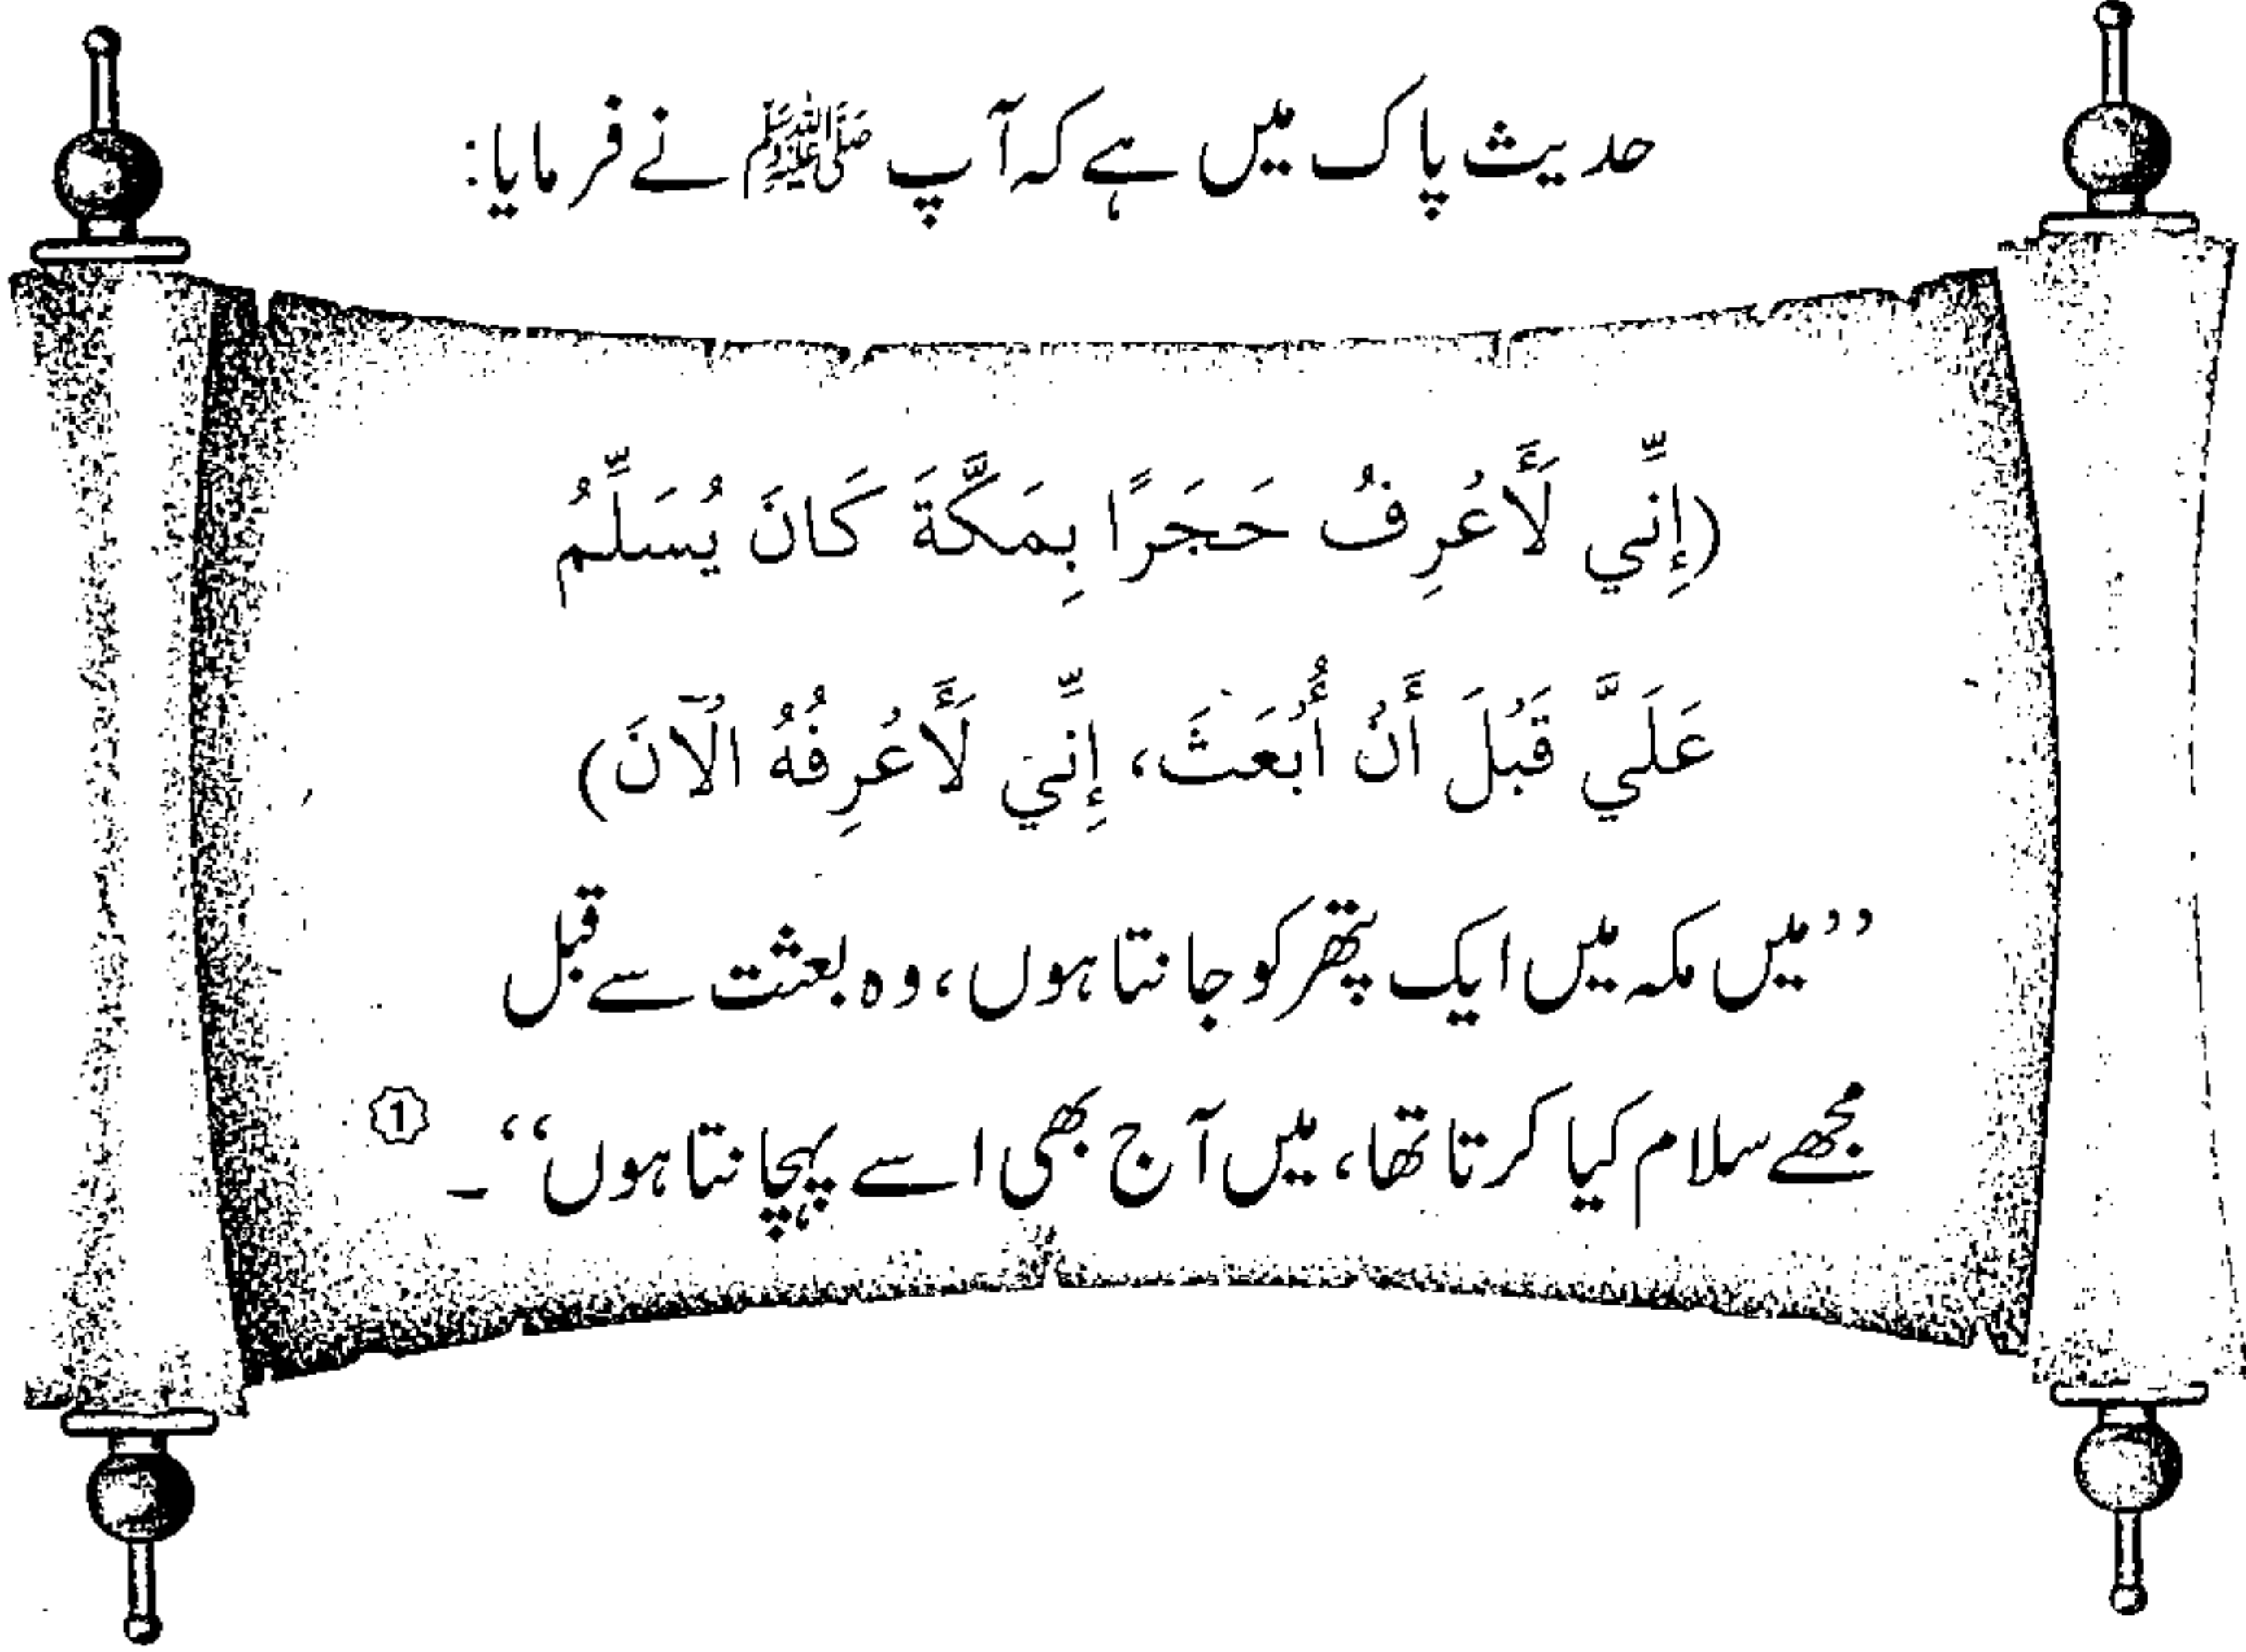 حدیث پاک میں ہے کہ آپ ﷺ نے فرمایا:
(إِنِّي لَأَعْرِفُ حَجَرًا بِمَكَّةَ كَانَ يُسَلِّمُ
عَلَيَّ قَبْلَ أَنْ أُبْعَثَ، إِنِّي لَأَعْرِفُهُ الْآنَ)
’’میں مکہ میں ایک پتھر کو جانتا ہوں، وہ بعثت سے قبل
مجھے سلام کیا کرتا تھا، میں آج بھی اسے پہچانتا ہوں‘‘۔ ①